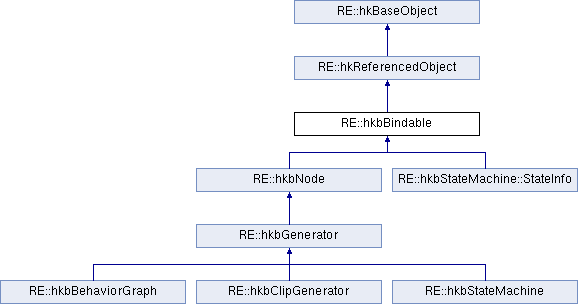 RE::hkBaseObject
RE::hkReferencedObject
RE::hkbBindable
RE::hkbNode
RE::hkbStateMachine::StateInfo
RE::hkbGenerator
RE::hkbBehaviorGraph
RE::hkbClipGenerator
RE::hkbStateMachine